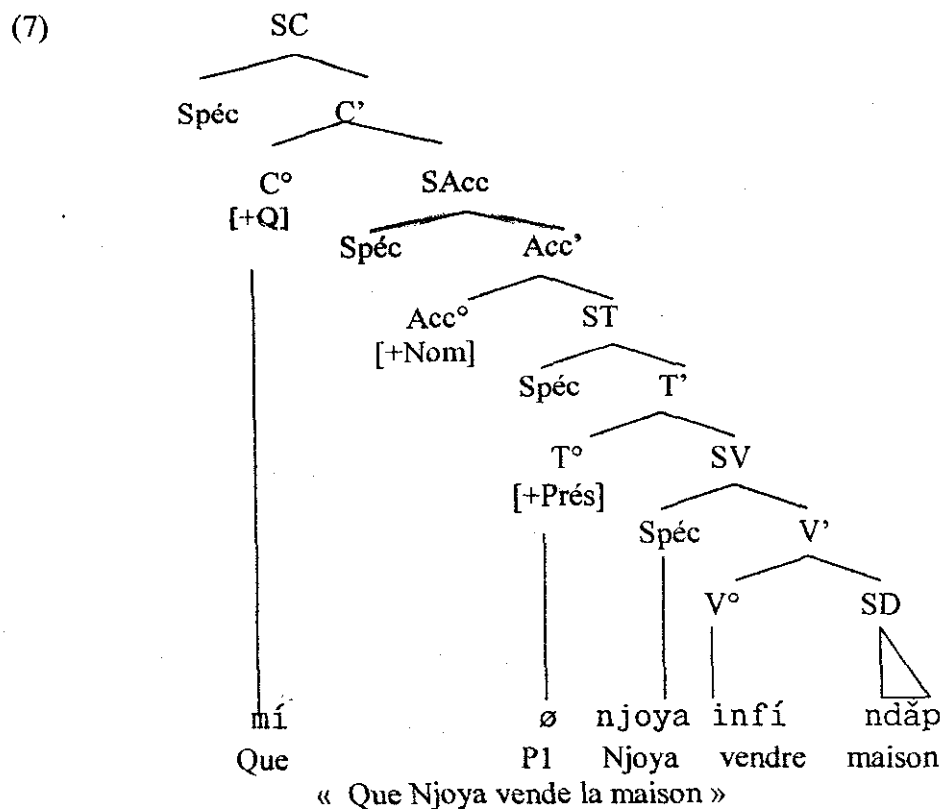 (7) SC
Spéc C’
C° SAcc
[+Q] Spéc Acc’
Acc° ST
[+Nom] Spéc T’
T° SV
[+Prés] Spéc V’
V° SD
mí ø njoya infí ndǎp
Que P1 Njoya vendre maison
« Que Njoya vende la maison »